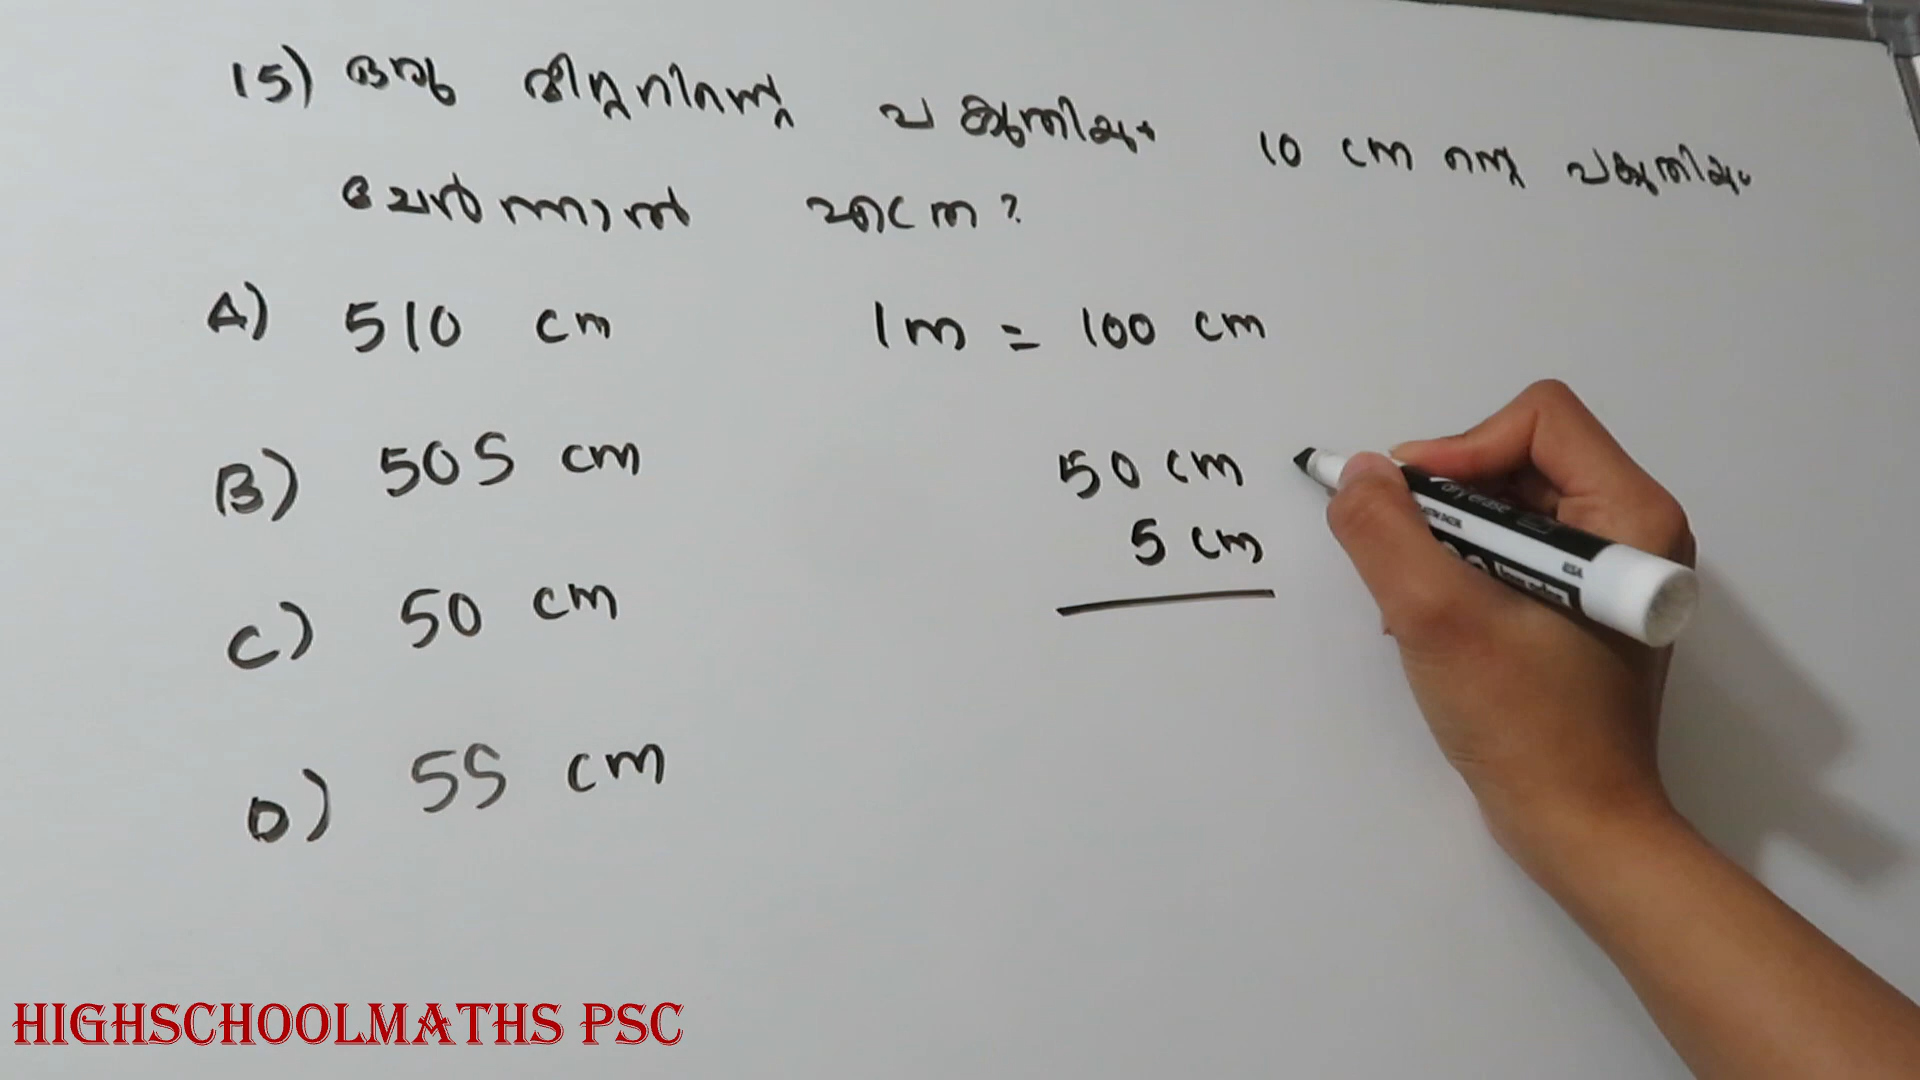 15) ഒരു മീറ്ററിന്റെ പകുതിയും 10 cm ന്റെ പകുതിയും
ചേർന്നാൽ എത്ര?
A) 510 cm
1m = 100 cm
B) 505 cm
50 cm
5 cm
C) 50 cm
D) 55 cm
HIGHSCHOOLMATHS PSC